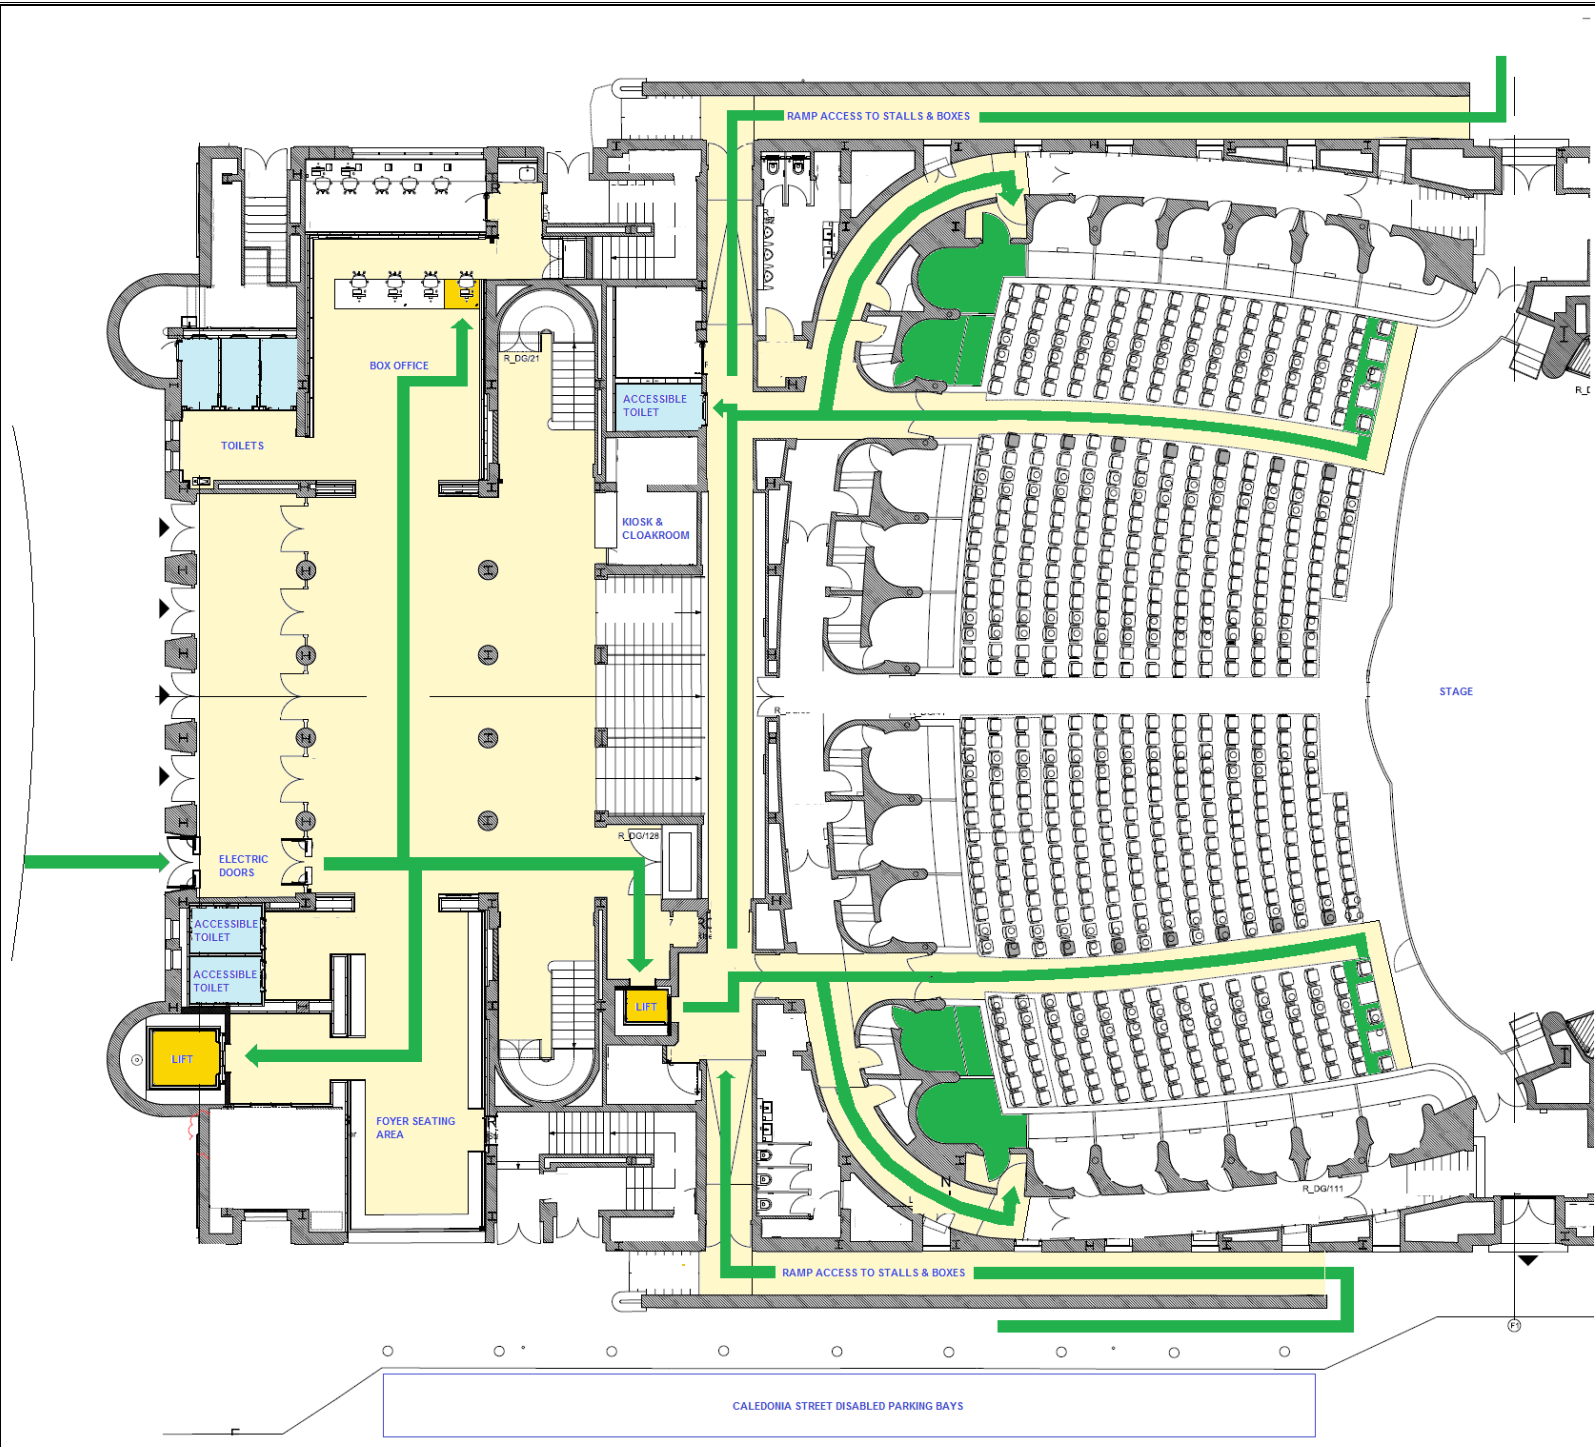 RAMP ACCESS TO STALLS & BOXES
R_DG/21
BOX OFFICE
ACCESSIBLE
TOILET
TOILETS
KIOSK &
CLOAKROOM
STAGE
R_DG/128
ELECTRIC
DOORS
ACCESSIBLE
TOILET
ACCESSIBLE
TOILET
LIFT
LIFT
FOYER SEATING
AREA
R_DG/111
RAMP ACCESS TO STALLS & BOXES
F1
CALEDONIA STREET DISABLED PARKING BAYS